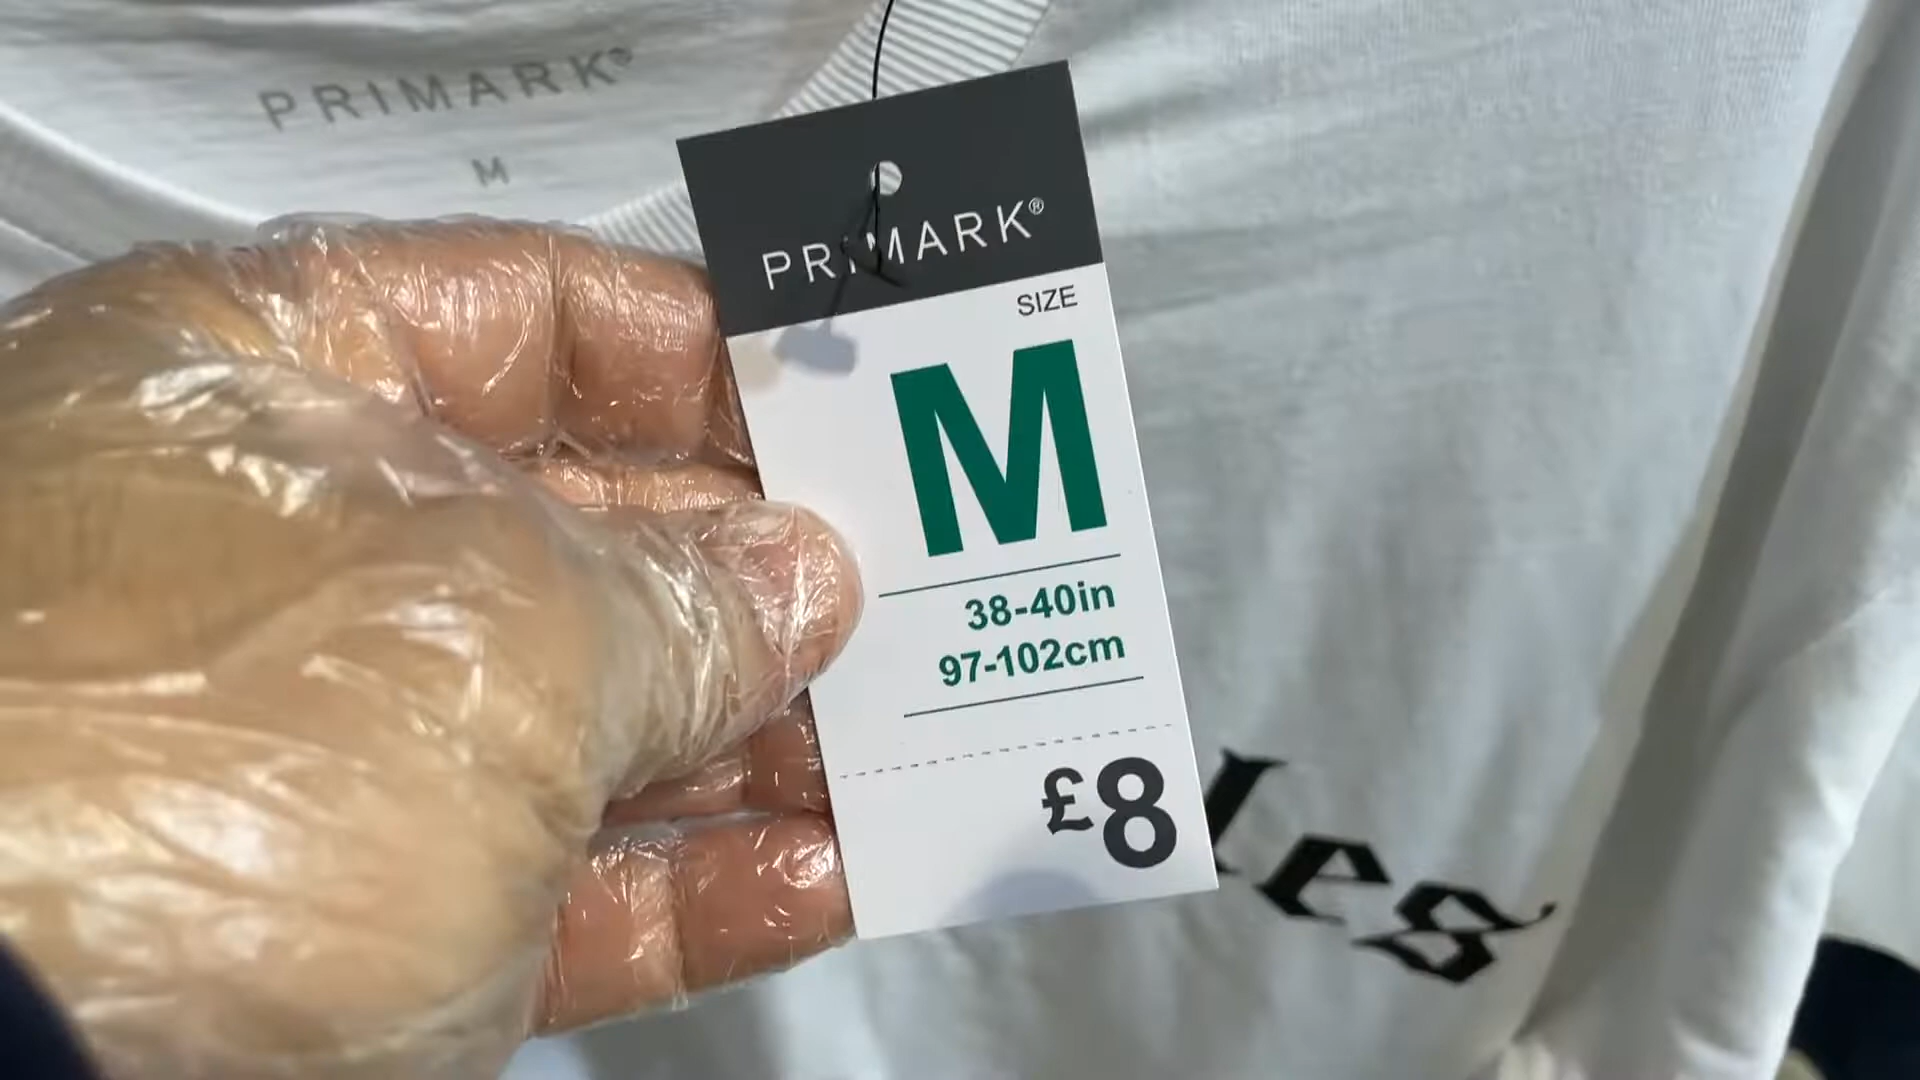 PRIMARK®
M
PRIMARK®
SIZE
M
38-40in
97-102cm
£8
les